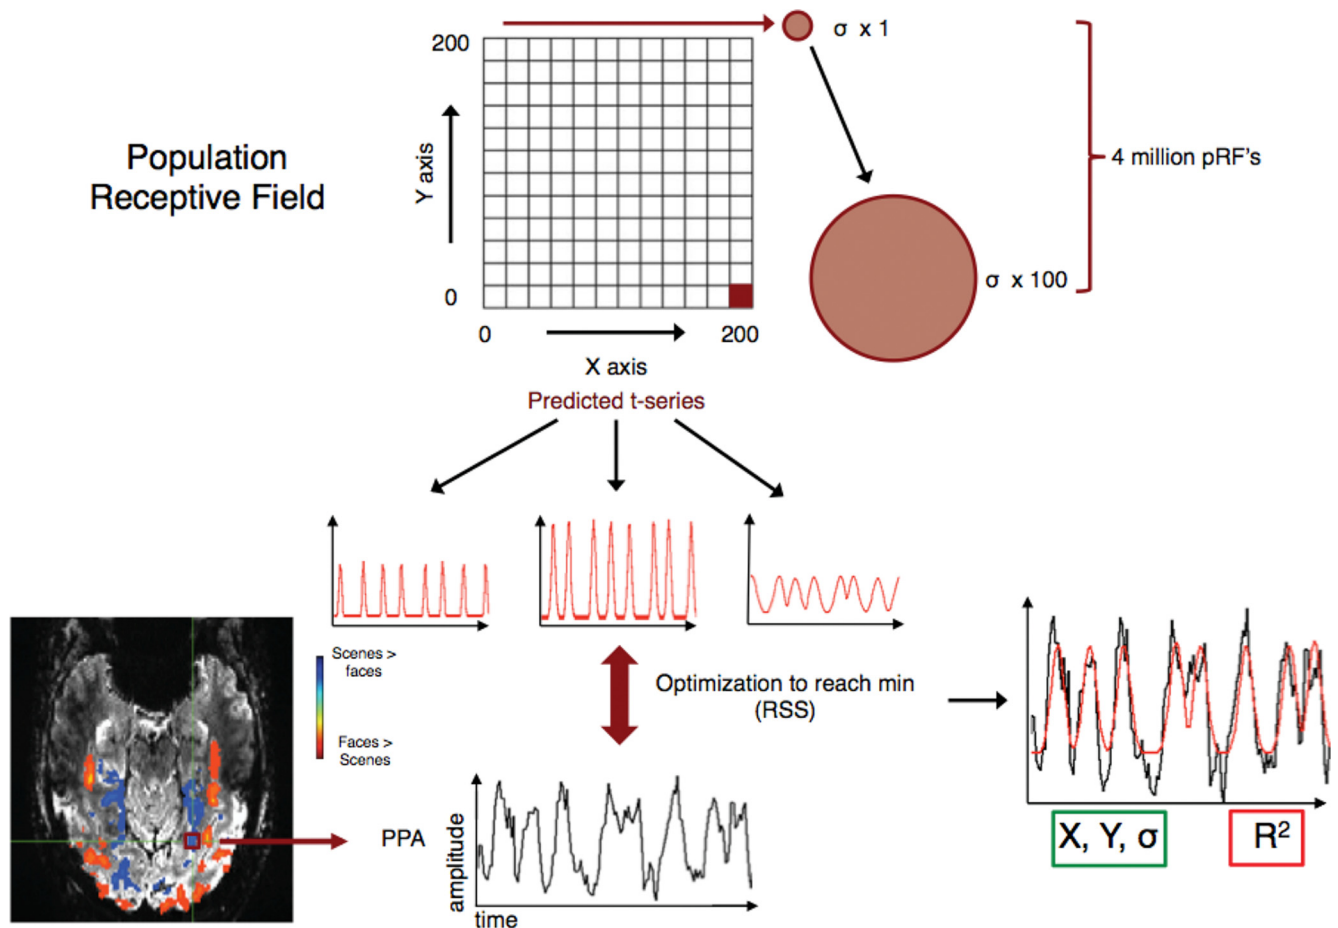 Population
Receptive Field
200
Y axis
0
0
200
X axis
σ x 1
σ x 100
4 million pRF's
Predicted t-series
Scenes >
faces
Faces >
Scenes
Optimization to reach min
(RSS)
PPA
amplitude
time
X, Y, σ
R²